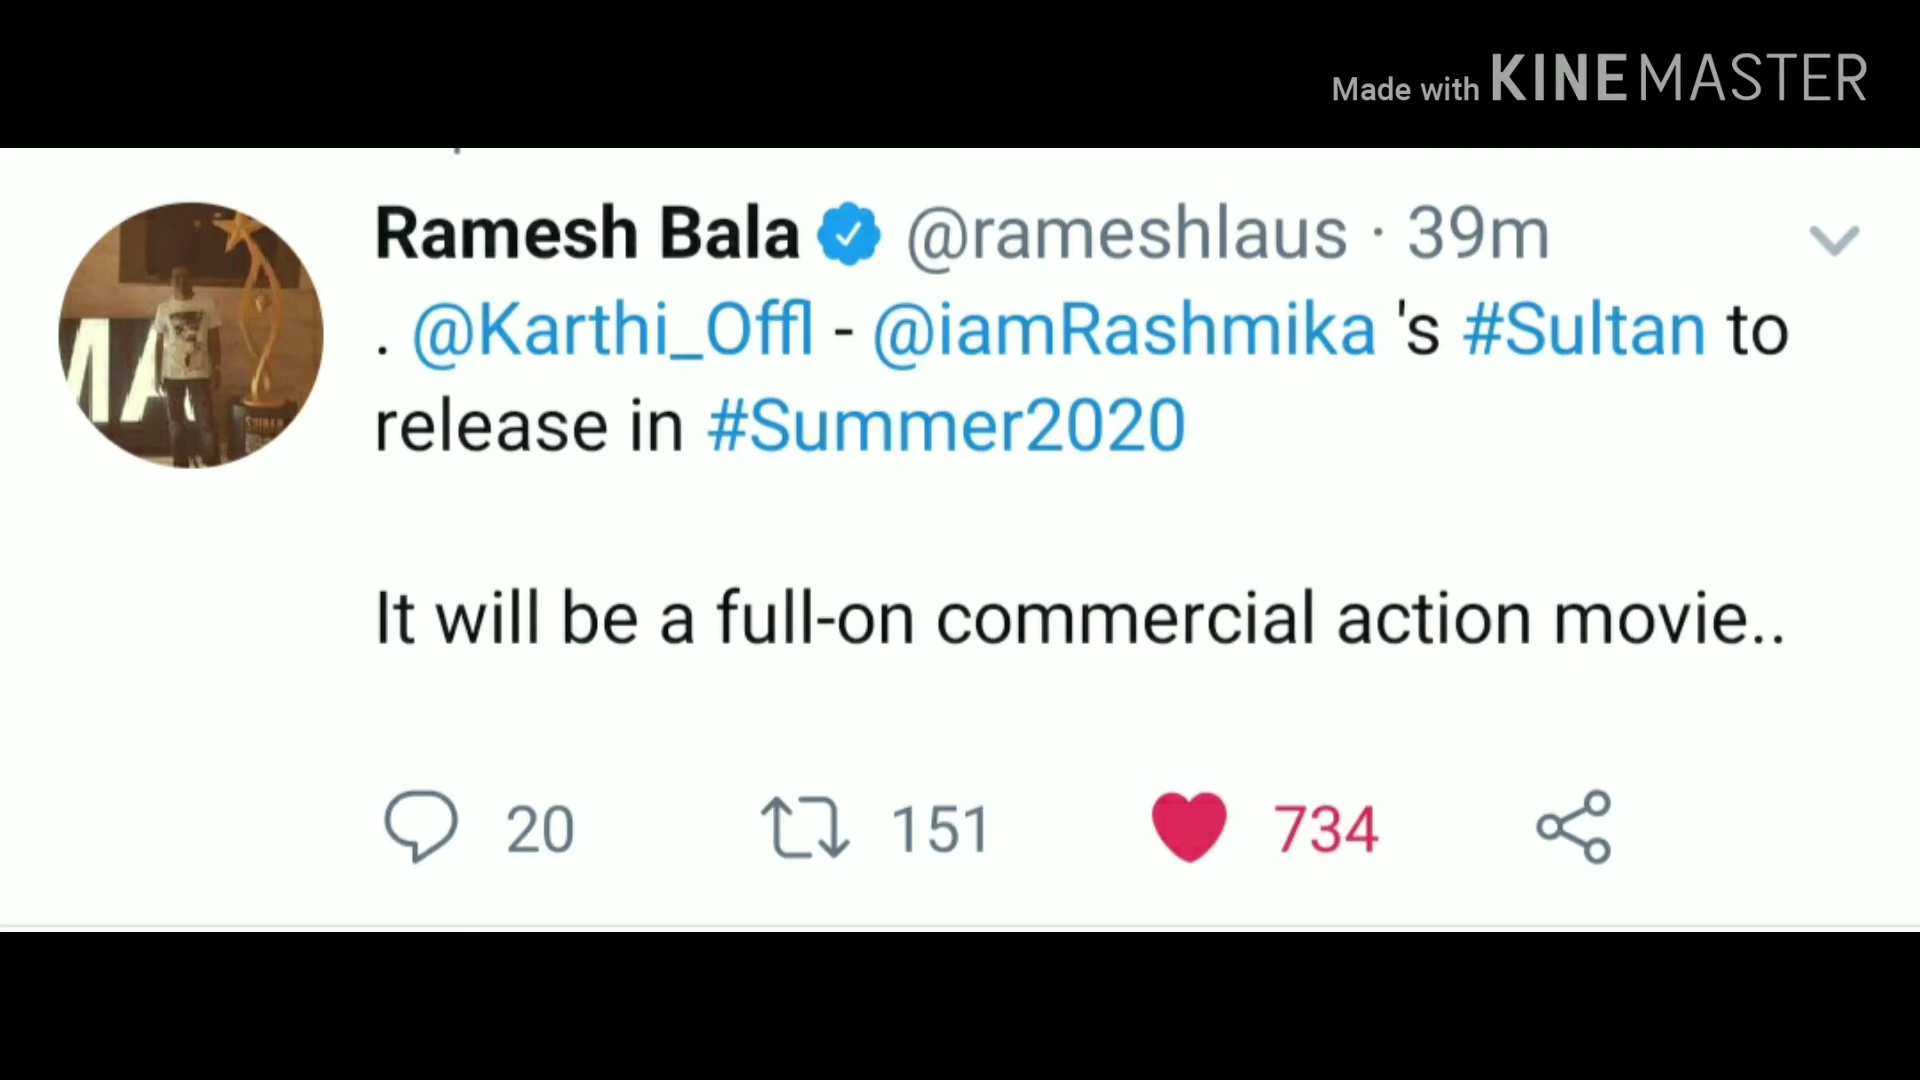 Made with KINEMASTER
Ramesh Bala @rameshlaus · 39m
. @Karthi_Offl - @iamRashmika 's #Sultan to
release in #Summer2020
It will be a full-on commercial action movie..
20 151 734